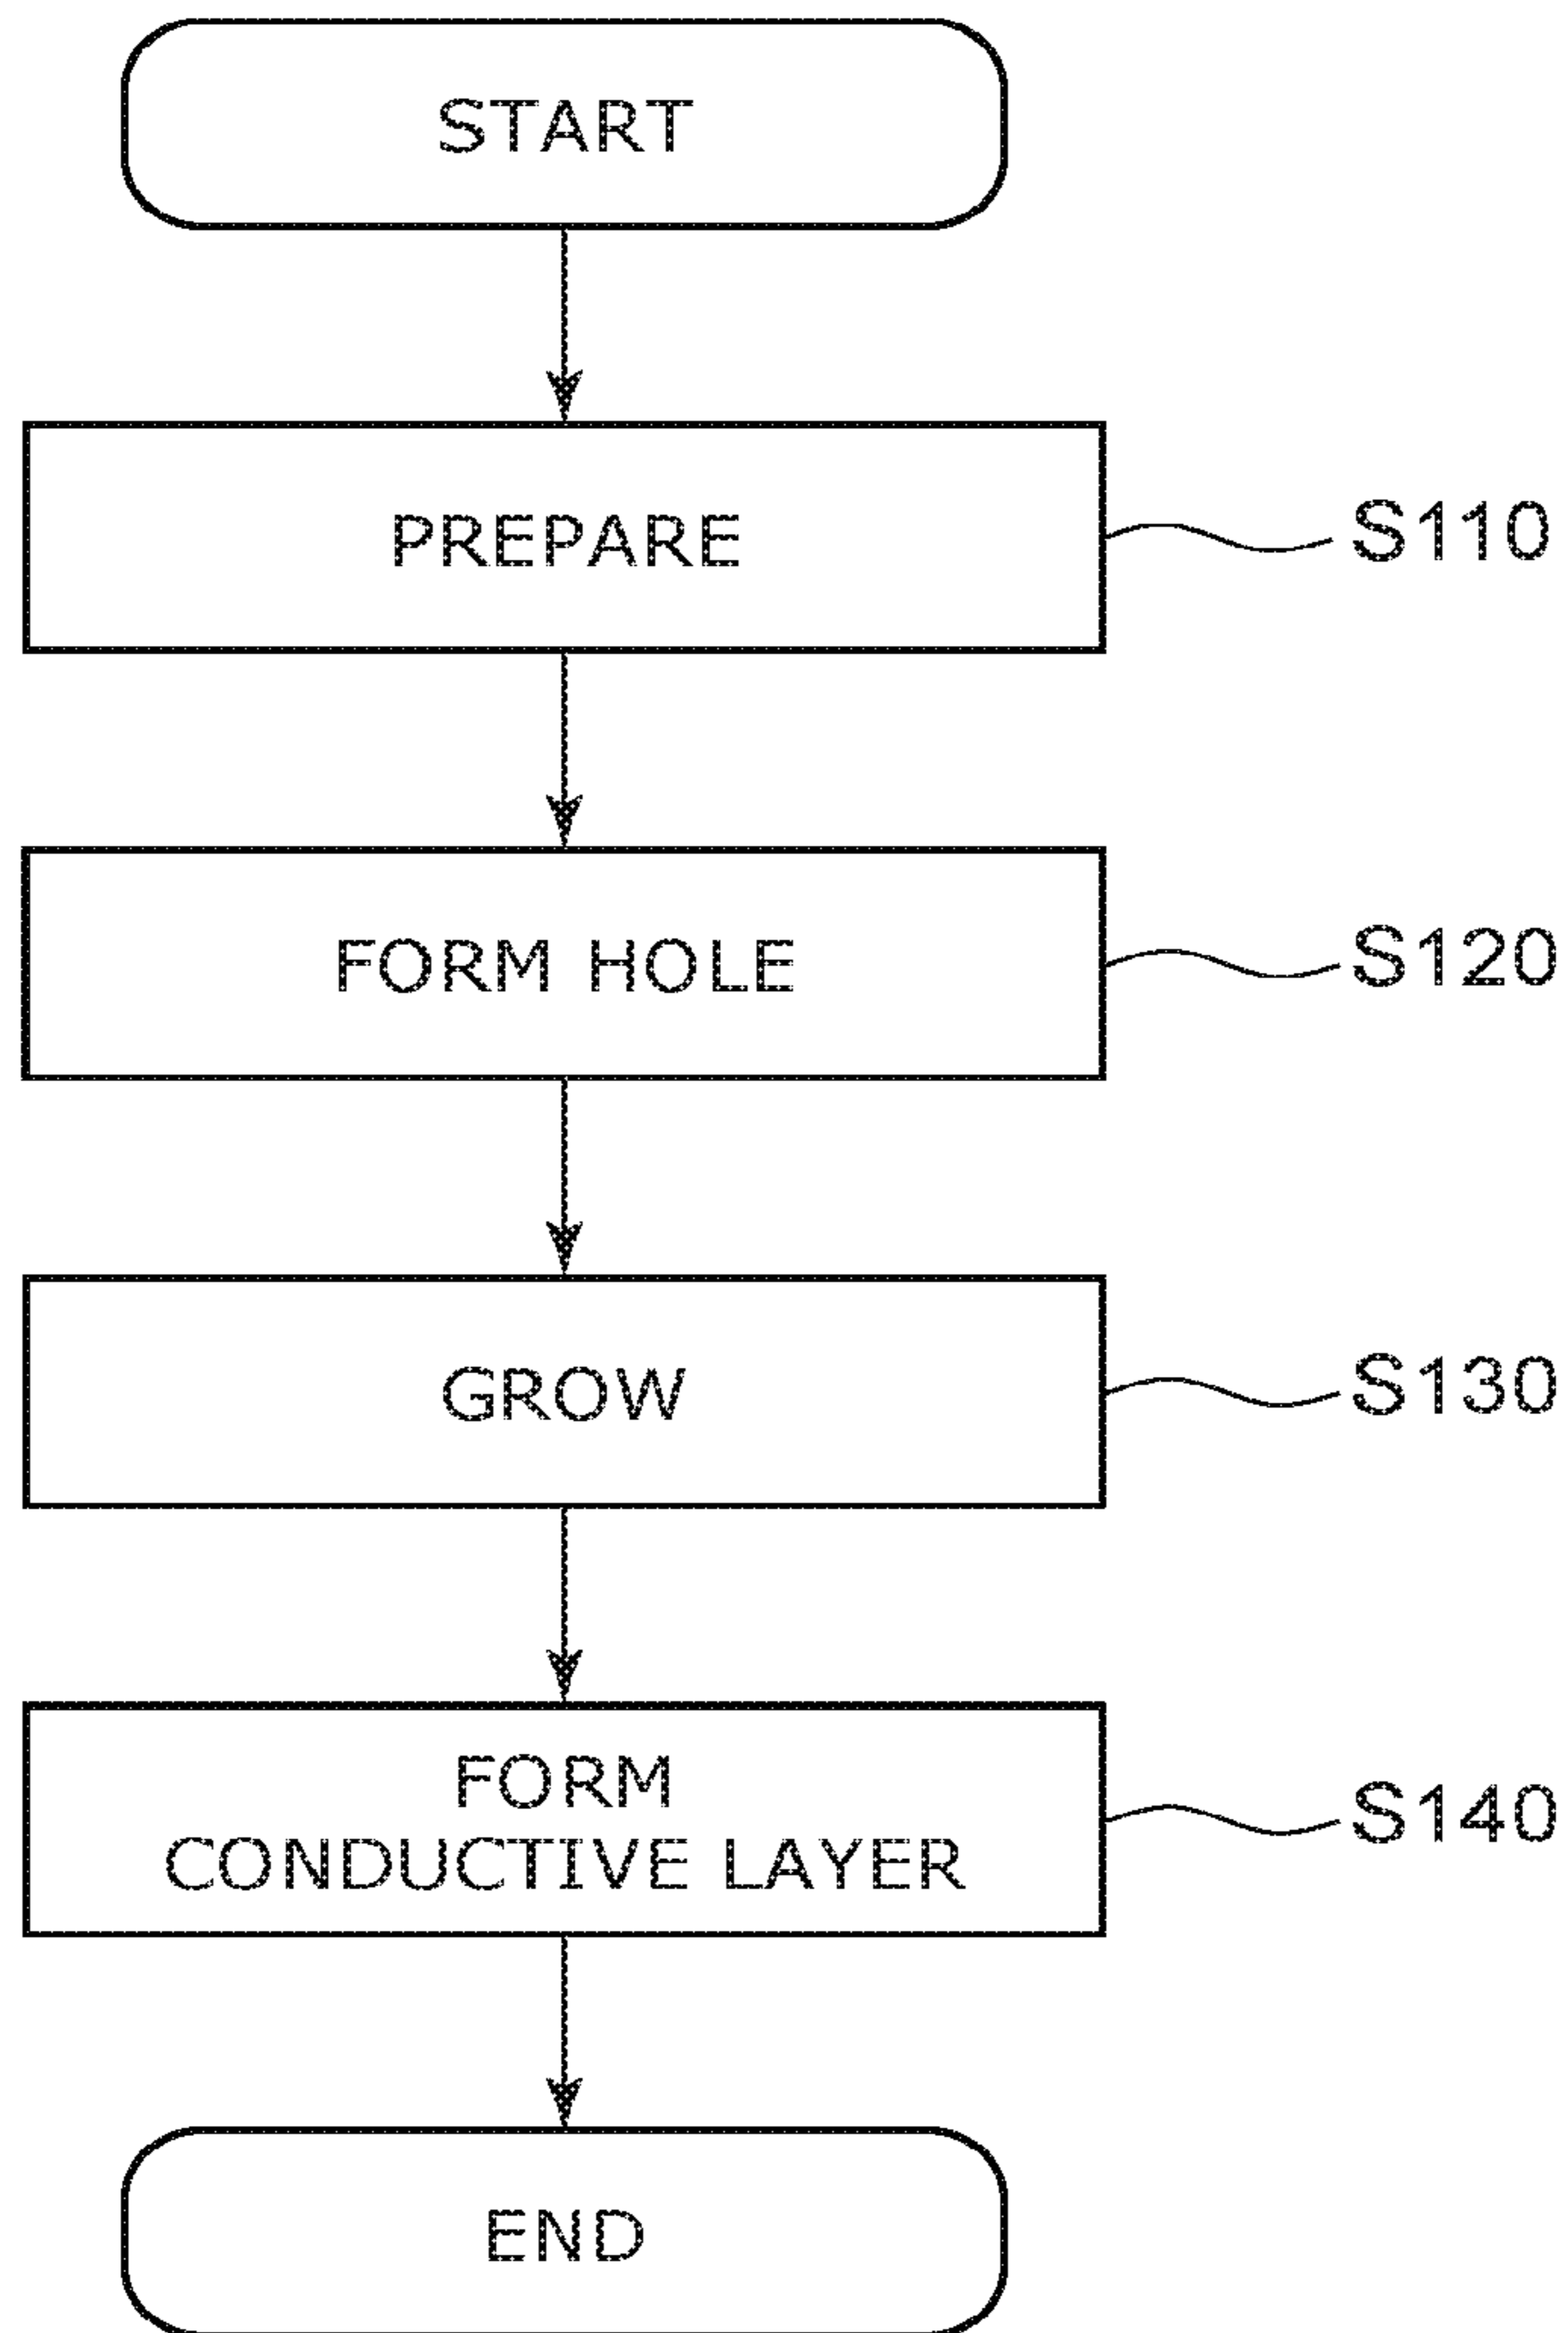 START
PREPARE
S110
FORM HOLE
S120
GROW
S130
FORM
CONDUCTIVE LAYER
S140
END